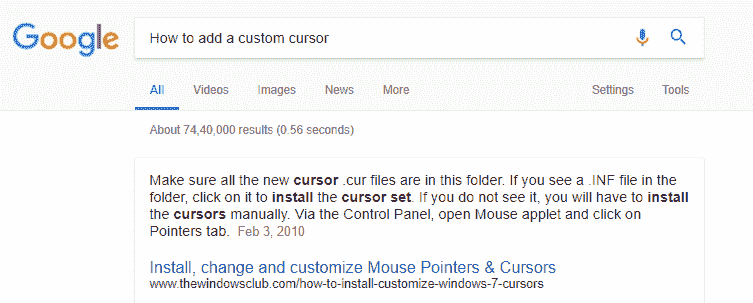 Google
How to add a custom cursor
All Videos Images News More Settings Tools
About 74,40,000 results (0.56 seconds)
Make sure all the new cursor .cur files are in this folder. If you see a .INF file in the
folder, click on it to install the cursor set. If you do not see it, you will have to install
the cursors manually. Via the Control Panel, open Mouse applet and click on
Pointers tab. Feb 3, 2010
Install, change and customize Mouse Pointers & Cursors
www.thewindowsclub.com/how-to-install-customize-windows-7-cursors